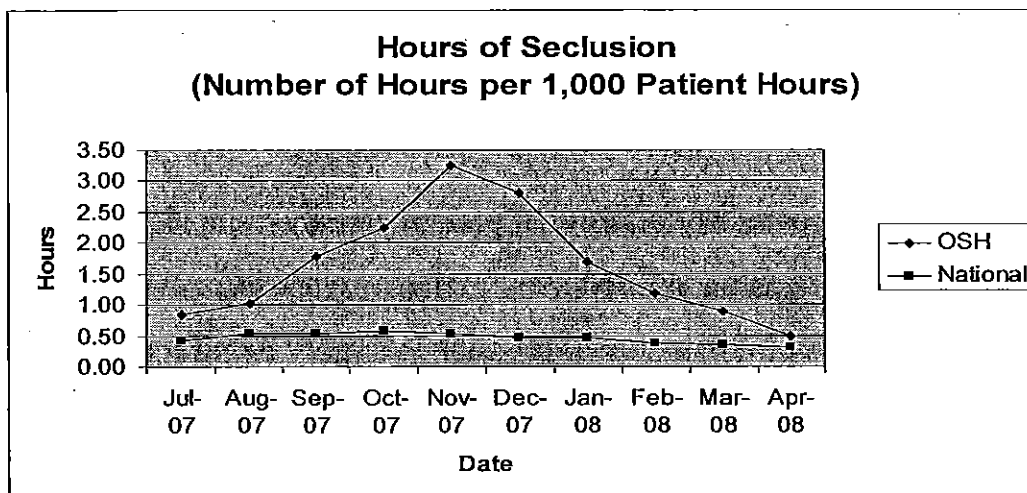 Hours of Seclusion
(Number of Hours per 1,000 Patient Hours)
3.50
3.00
2.50
2.00
1.50
1.00
0.50
0.00
Hours
Jul- Aug- Sep- Oct- Nov- Dec- Jan- Feb- Mar- Apr-
07 07 07 07 07 07 08 08 08 08
Date
OSH
National